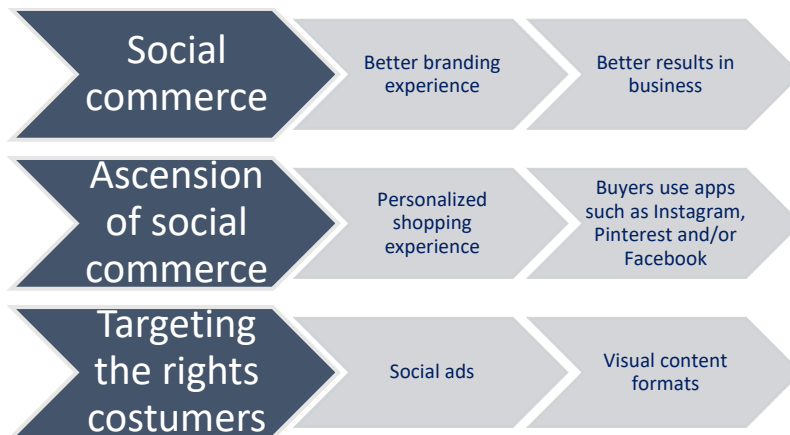 Social
commerce
Better branding
experience
Better results in
business
Ascension
of social
commerce
Personalized
shopping
experience
Buyers use apps
such as Instagram,
Pinterest and/or
Facebook
Targeting
the rights
costumers
Social ads
Visual content
formats